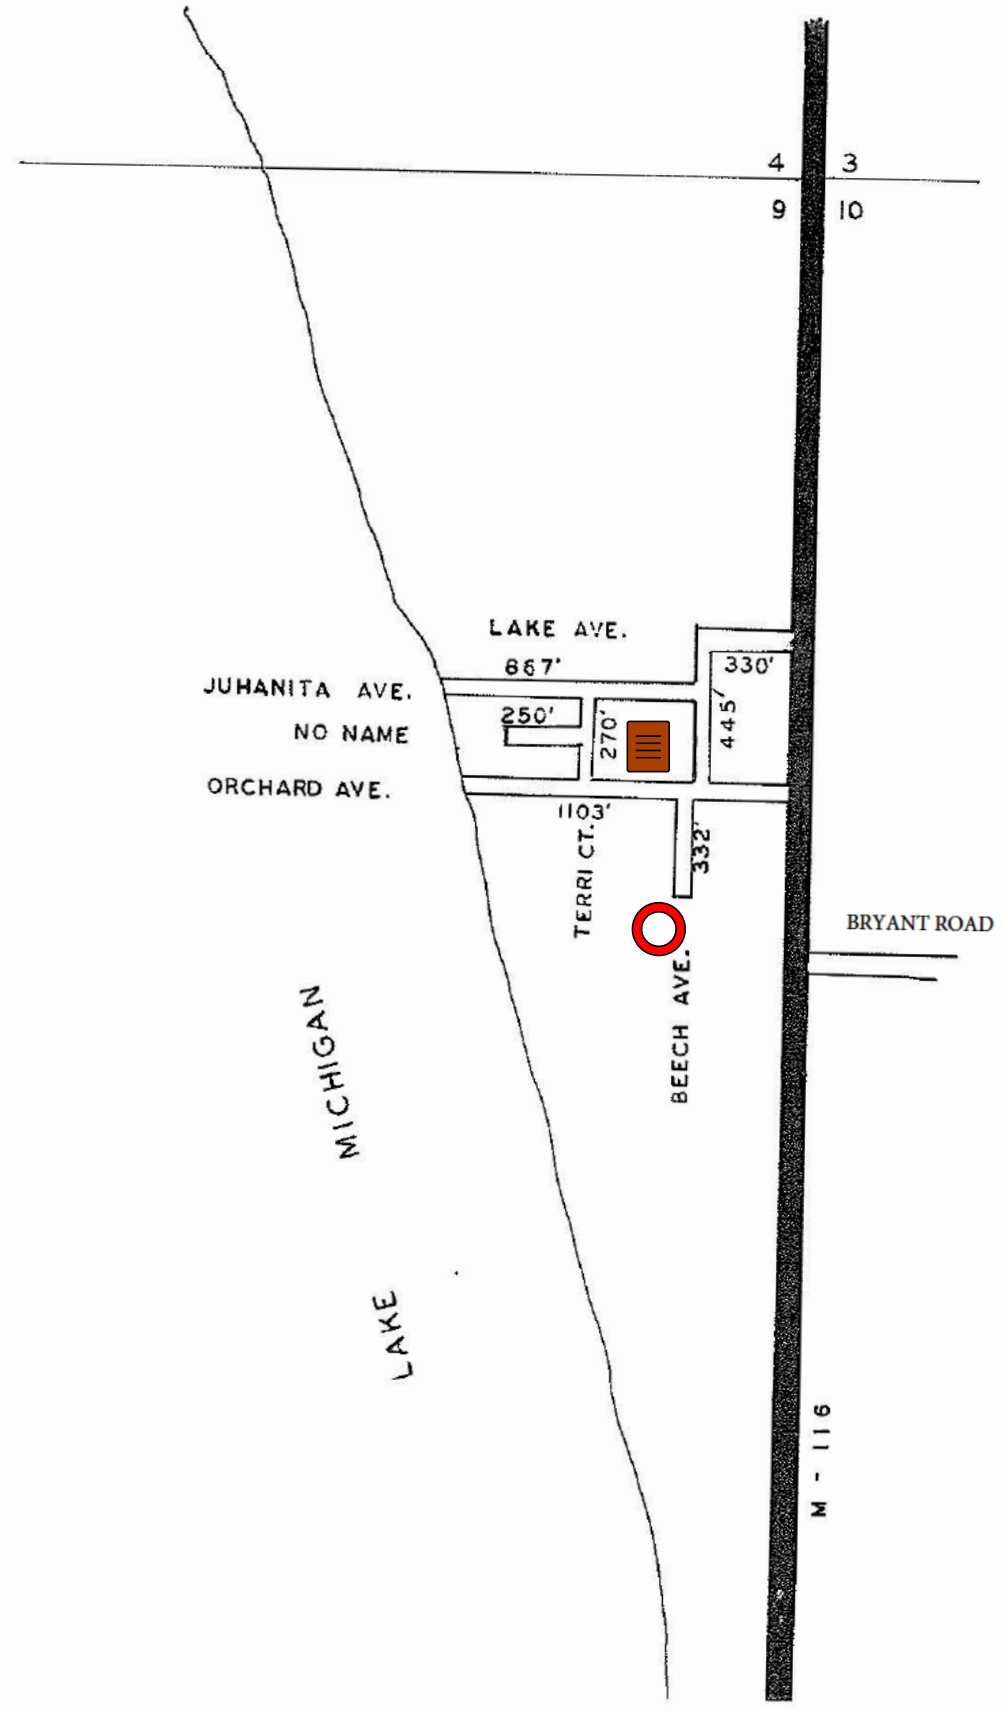 4 3
9 10
LAKE AVE.
867'
330'
JUHANITA AVE.
250'
270'
445'
NO NAME
ORCHARD AVE.
1103'
TERRI CT.
332'
BRYANT ROAD
BEECH AVE.
LAKE MICHIGAN
M - 116